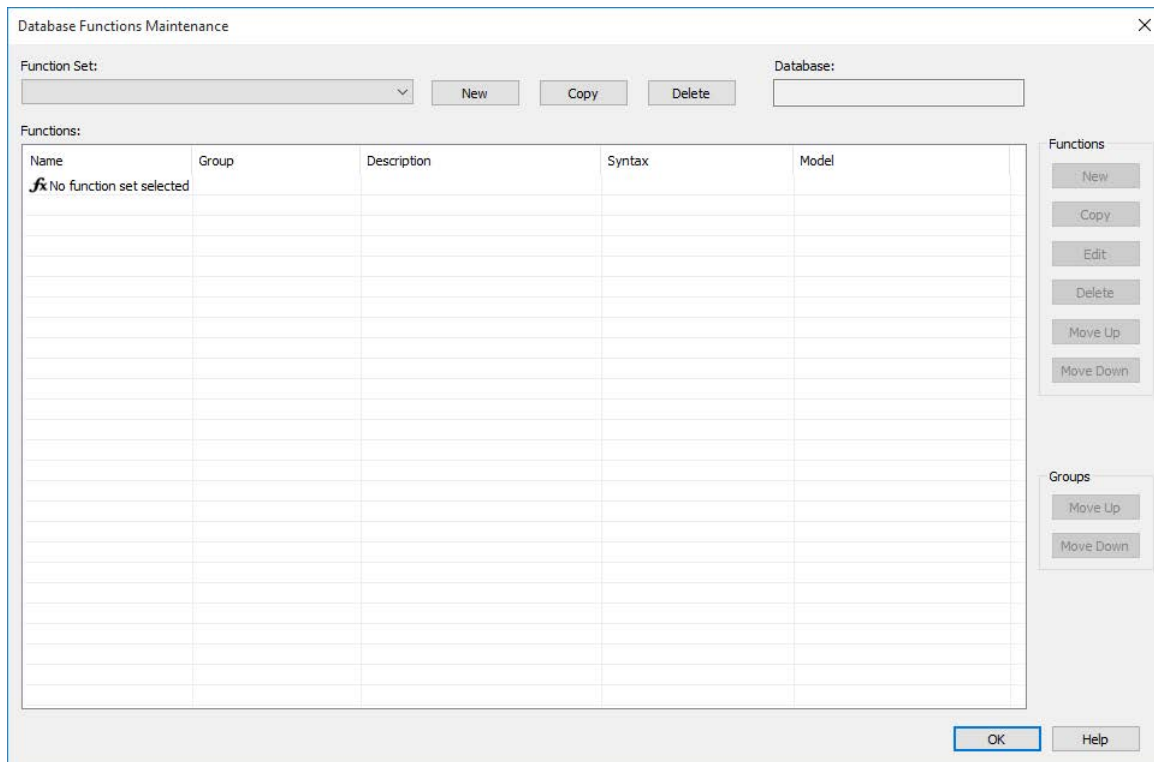 Database Functions Maintenance
Function Set:
Database:
New Copy Delete
Functions:
Name Group Description Syntax Model
fx No function set selected
Functions
New
Copy
Edit
Delete
Move Up
Move Down
Groups
Move Up
Move Down
OK Help